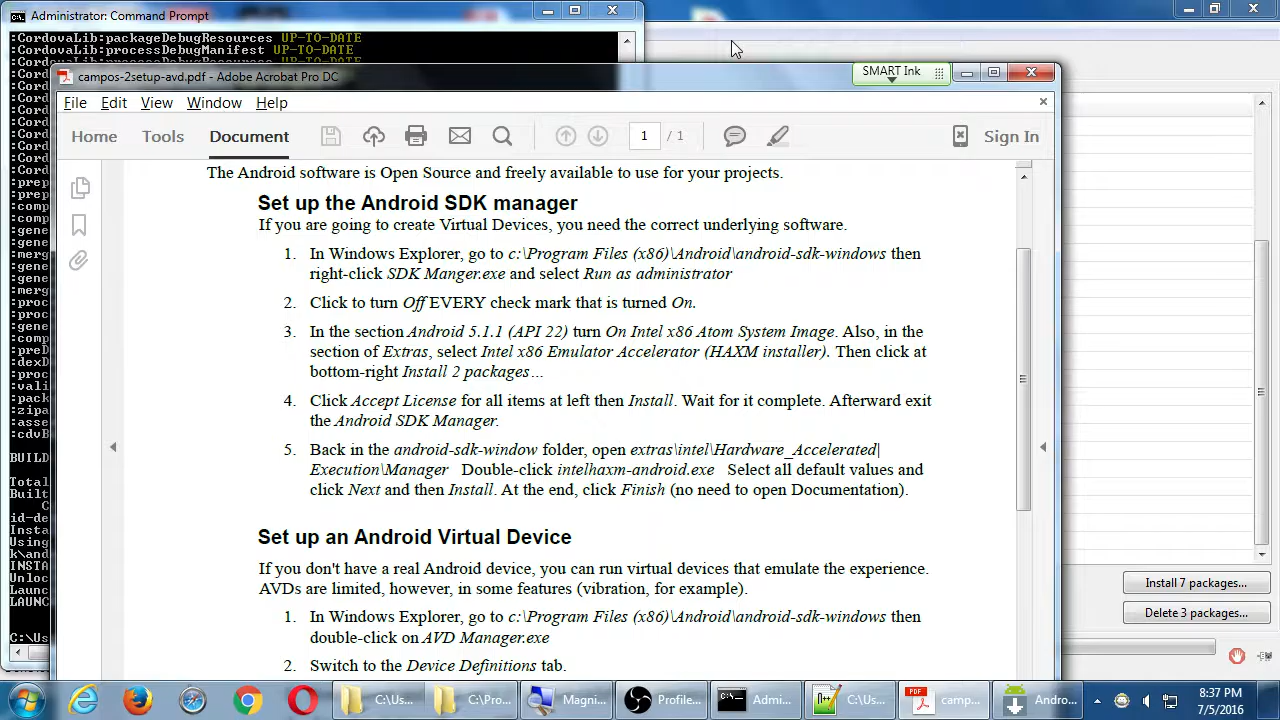 Administrator: Command Prompt
:CordovaLib:packageDebugResources UP-TO-DATE
:CordovaLib:processDebugManifest UP-TO-DATE
campos-2setup-avd.pdf - Adobe Acrobat Pro DC
SMART Ink
File Edit View Window Help
Home Tools Document 1 / 1 Sign In
The Android software is Open Source and freely available to use for your projects.
Set up the Android SDK manager
If you are going to create Virtual Devices, you need the correct underlying software.
1. In Windows Explorer, go to c:\Program Files (x86)\Android\android-sdk-windows then
right-click SDK Manger.exe and select Run as administrator
2. Click to turn Off EVERY check mark that is turned On.
3. In the section Android 5.1.1 (API 22) turn On Intel x86 Atom System Image. Also, in the
section of Extras, select Intel x86 Emulator Accelerator (HAXM installer). Then click at
bottom-right Install 2 packages…
4. Click Accept License for all items at left then Install. Wait for it complete. Afterward exit
the Android SDK Manager.
5. Back in the android-sdk-window folder, open extras\intel\Hardware_Accelerated|
Execution\Manager Double-click intelhaxm-android.exe Select all default values and
click Next and then Install. At the end, click Finish (no need to open Documentation).
Set up an Android Virtual Device
If you don't have a real Android device, you can run virtual devices that emulate the experience.
AVDs are limited, however, in some features (vibration, for example).
1. In Windows Explorer, go to c:\Program Files (x86)\Android\android-sdk-windows then
double-click on AVD Manager.exe
2. Switch to the Device Definitions tab.
Install 7 packages...
Delete 3 packages...
C:\Us... C:\Pro... Magni... Profile... Admi... C:\Us... camp... Andro...
8:37 PM
7/5/2016